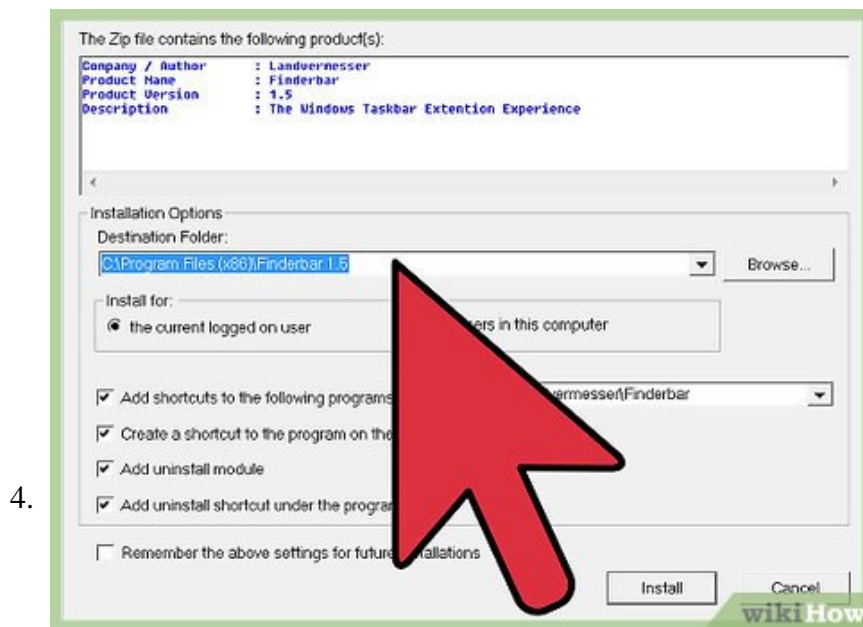 The Zip file contains the following product(s):
Company / Author : Landvermesser
Product Name : Finderbar
Product Version : 1.5
Description : The Windows Taskbar Extention Experience
Installation Options
Destination Folder:
C:\Program Files (x86)\Finderbar 1.5
Browse...
Install for:
the current logged on user in this computer
Add shortcuts to the following programs \Finderbar
Create a shortcut to the program on the
Add uninstall module
Add uninstall shortcut under the
4.
Remember the above settings for future
Install Cancel
wikiHow